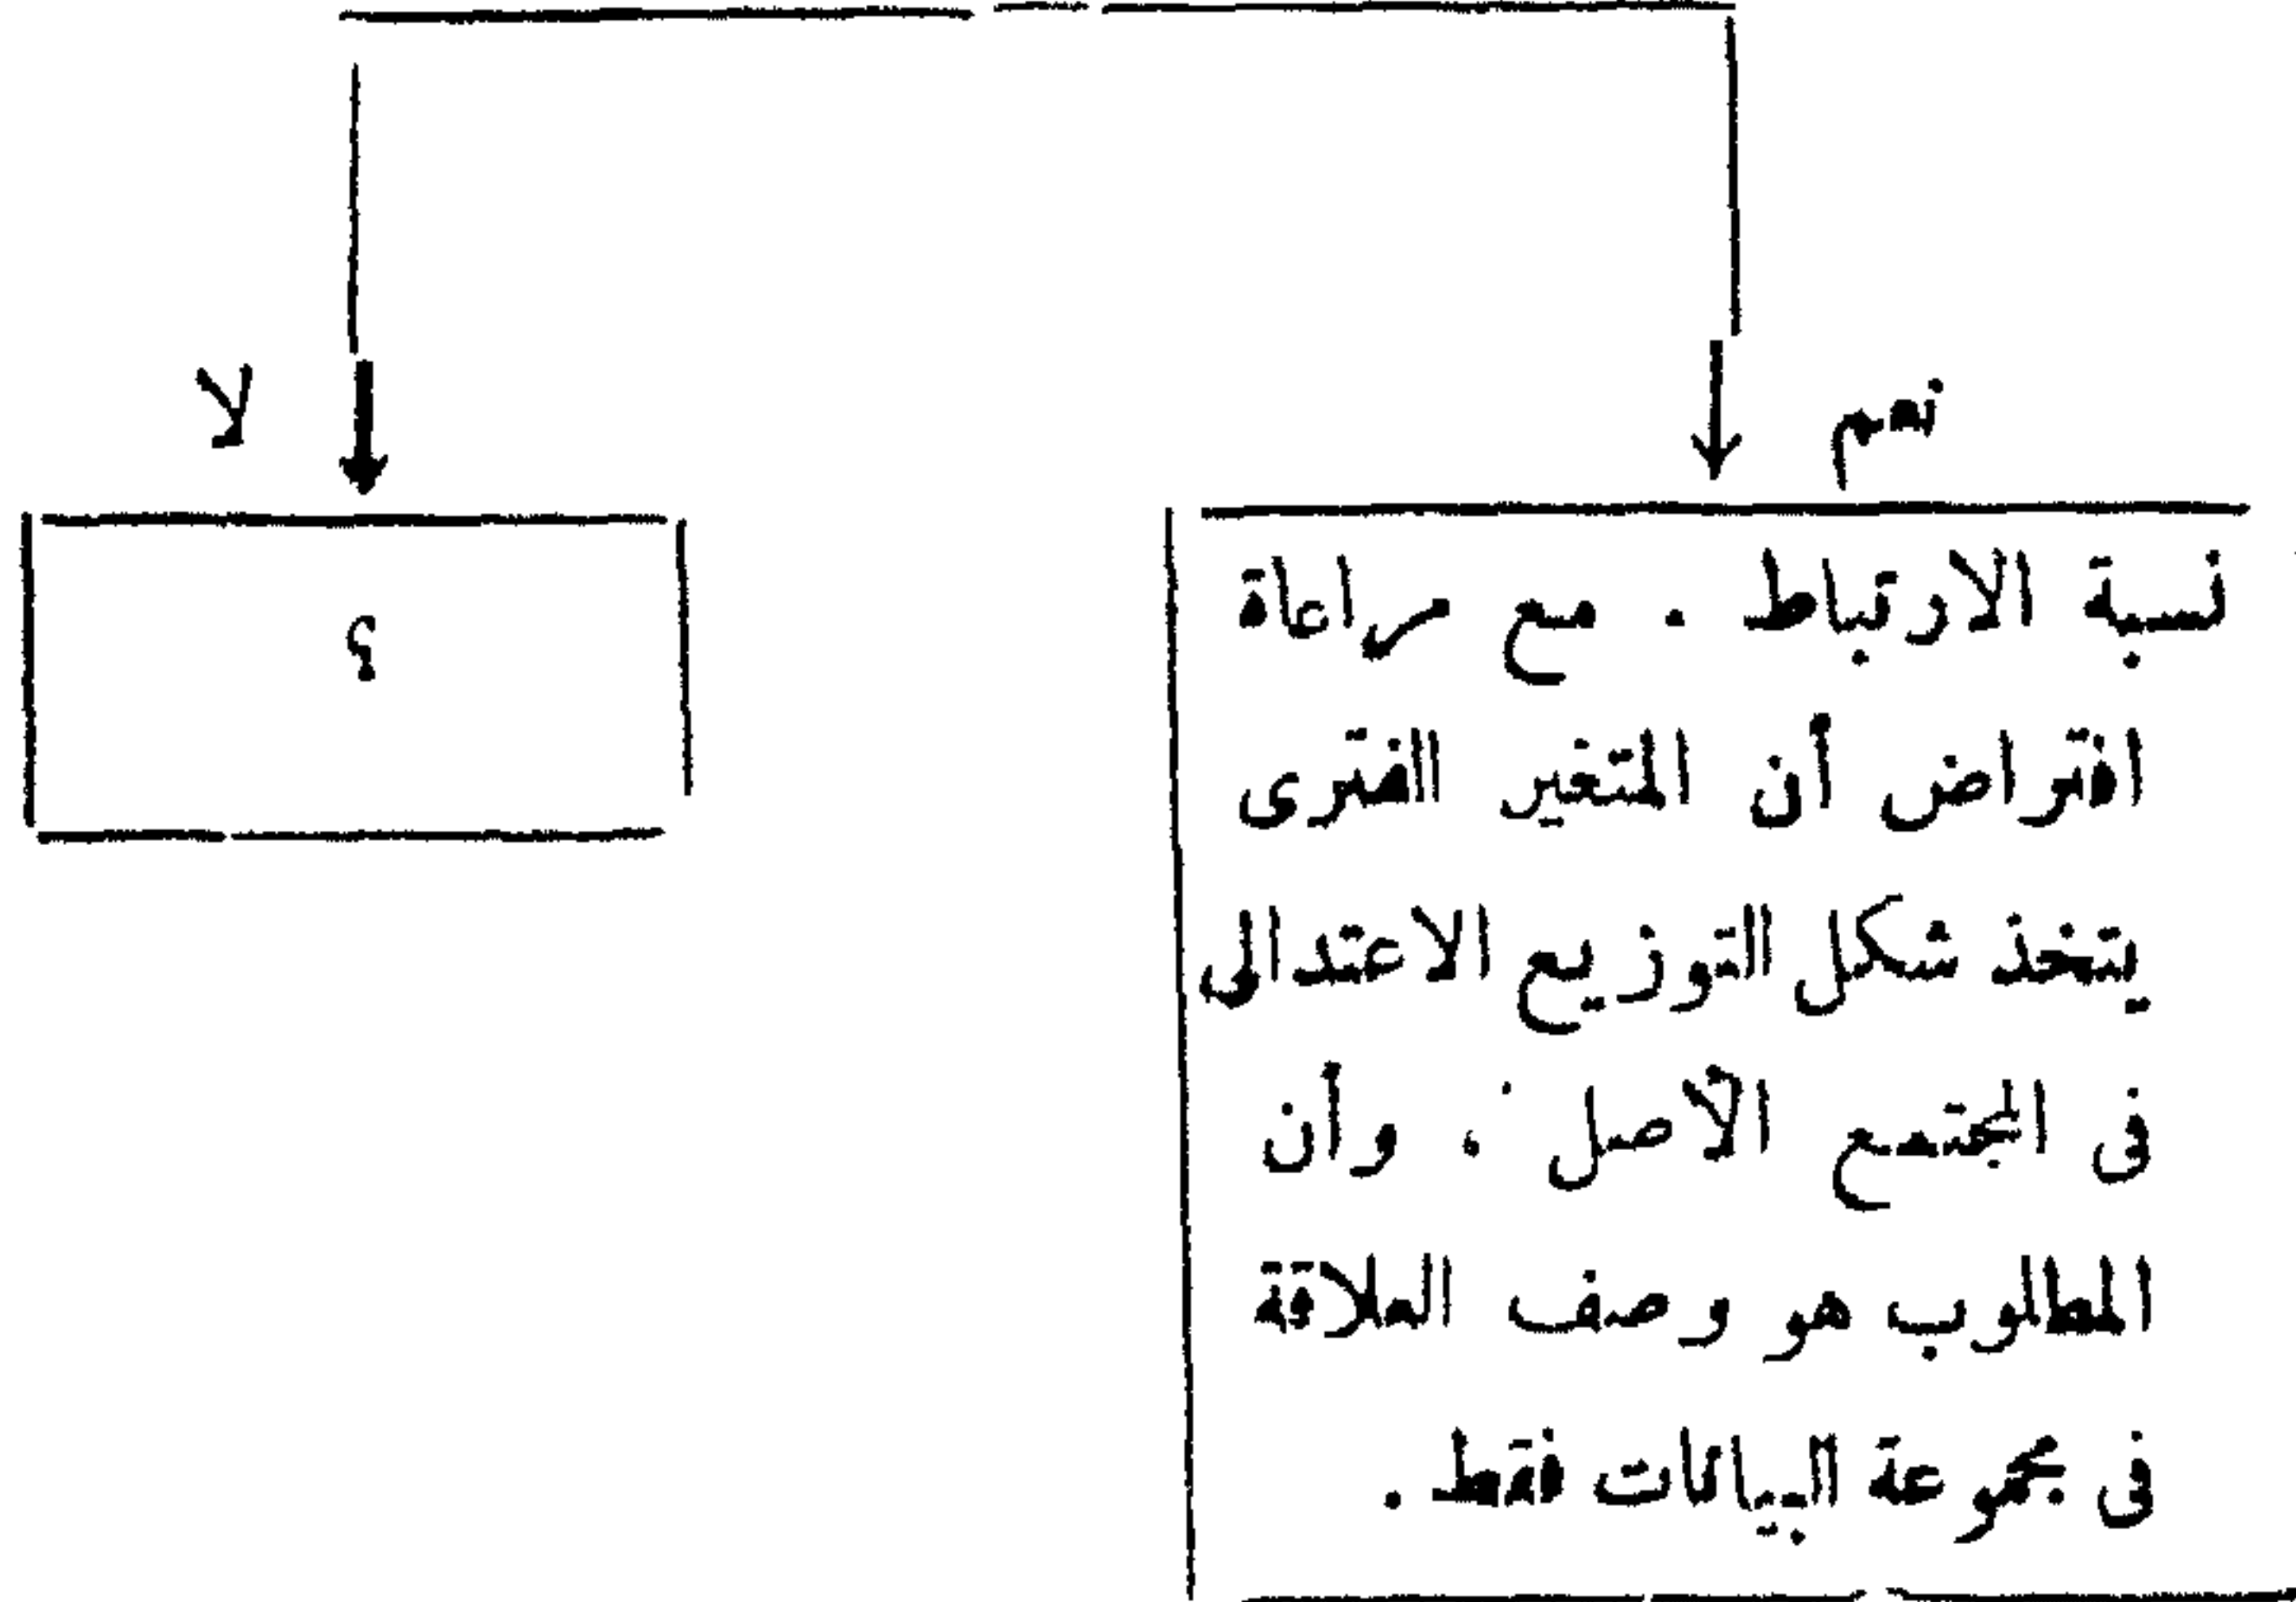 نعم
لا
نسبة الارتباط . مع مراعاة
افتراض أن المتغير الفترى
يتخذ شكل التوزيع الاعتدالى
فى المجتمع الأصل ، وأن
المطلوب هو وصف العلاقة
فى مجموعة البيانات فقط .
؟